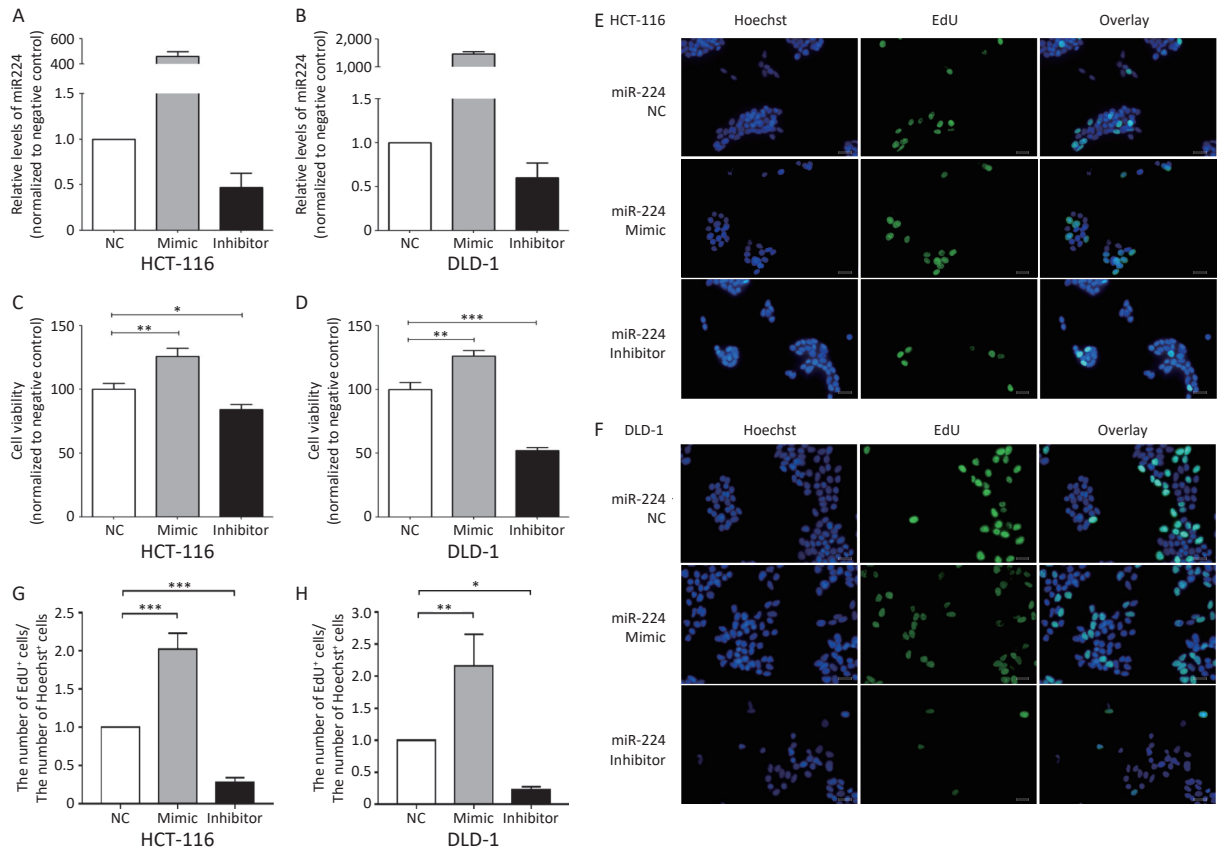 A
Relative levels of miR224
(normalized to negative control)
600
400
1.5
1.0
0.5
0
NC Mimic Inhibitor
HCT-116
B
Relative levels of miR224
(normalized to negative control)
2,000
1,000
1.5
1.0
0.5
0
NC Mimic Inhibitor
DLD-1
C
Cell viability
(normalized to negative control)
150
100
50
0
*
**
NC Mimic Inhibitor
HCT-116
D
Cell viability
(normalized to negative control)
150
100
50
0
***
**
NC Mimic Inhibitor
DLD-1
G
The number of EdU⁺ cells/
The number of Hoechst⁺ cells
2.5
2.0
1.5
1.0
0.5
0
***
***
NC Mimic Inhibitor
HCT-116
H
The number of EdU⁺ cells/
The number of Hoechst⁺ cells
3.0
2.5
2.0
1.5
1.0
0.5
0
*
**
NC Mimic Inhibitor
DLD-1
E HCT-116 Hoechst EdU Overlay
miR-224
NC
miR-224
Mimic
miR-224
Inhibitor
F DLD-1 Hoechst EdU Overlay
miR-224
NC
miR-224
Mimic
miR-224
Inhibitor